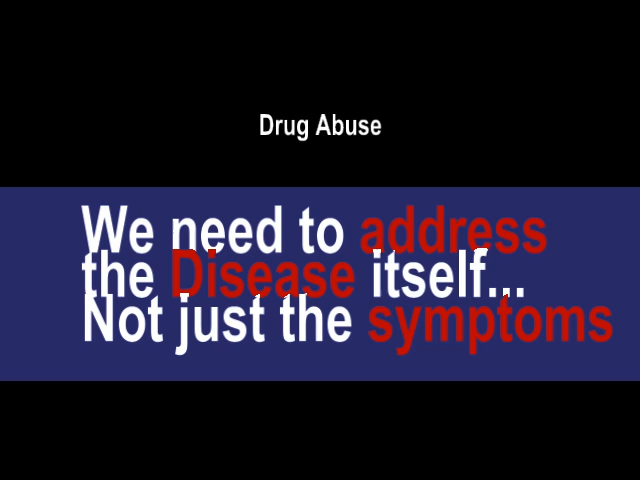 Drug Abuse
We need to address
the Disease itself...
Not just the symptoms